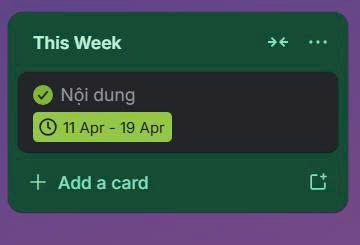 This Week
Nội dung
11 Apr - 19 Apr
Add a card